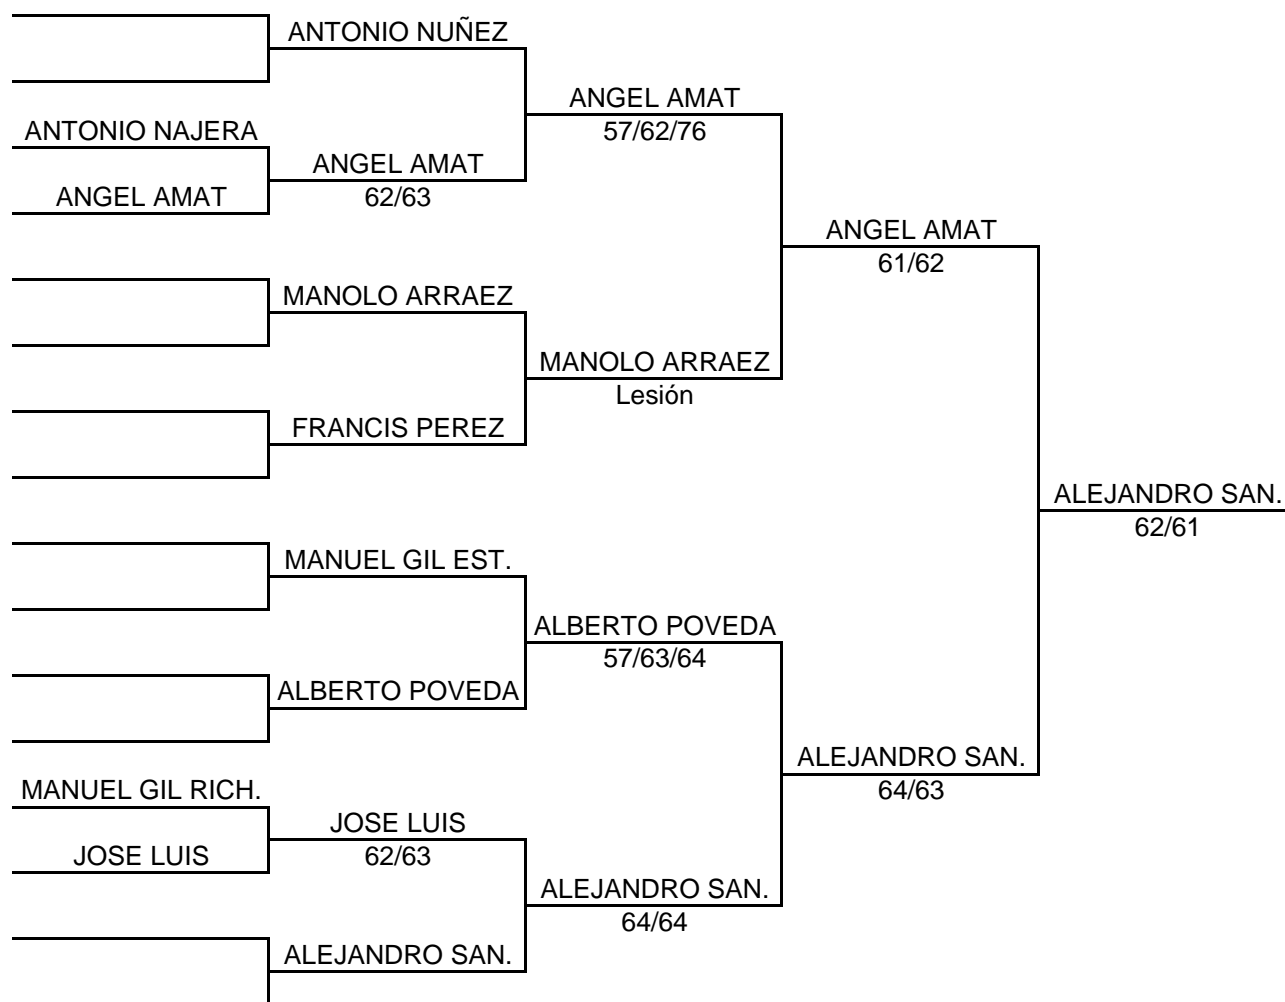 ANTONIO NUÑEZ
ANGEL AMAT
57/62/76
ANTONIO NAJERA
ANGEL AMAT
62/63
ANGEL AMAT
ANGEL AMAT
61/62
MANOLO ARRAEZ
MANOLO ARRAEZ
Lesión
FRANCIS PEREZ
ALEJANDRO SAN.
62/61
MANUEL GIL EST.
ALBERTO POVEDA
57/63/64
ALBERTO POVEDA
ALEJANDRO SAN.
64/63
MANUEL GIL RICH.
JOSE LUIS
62/63
JOSE LUIS
ALEJANDRO SAN.
64/64
ALEJANDRO SAN.